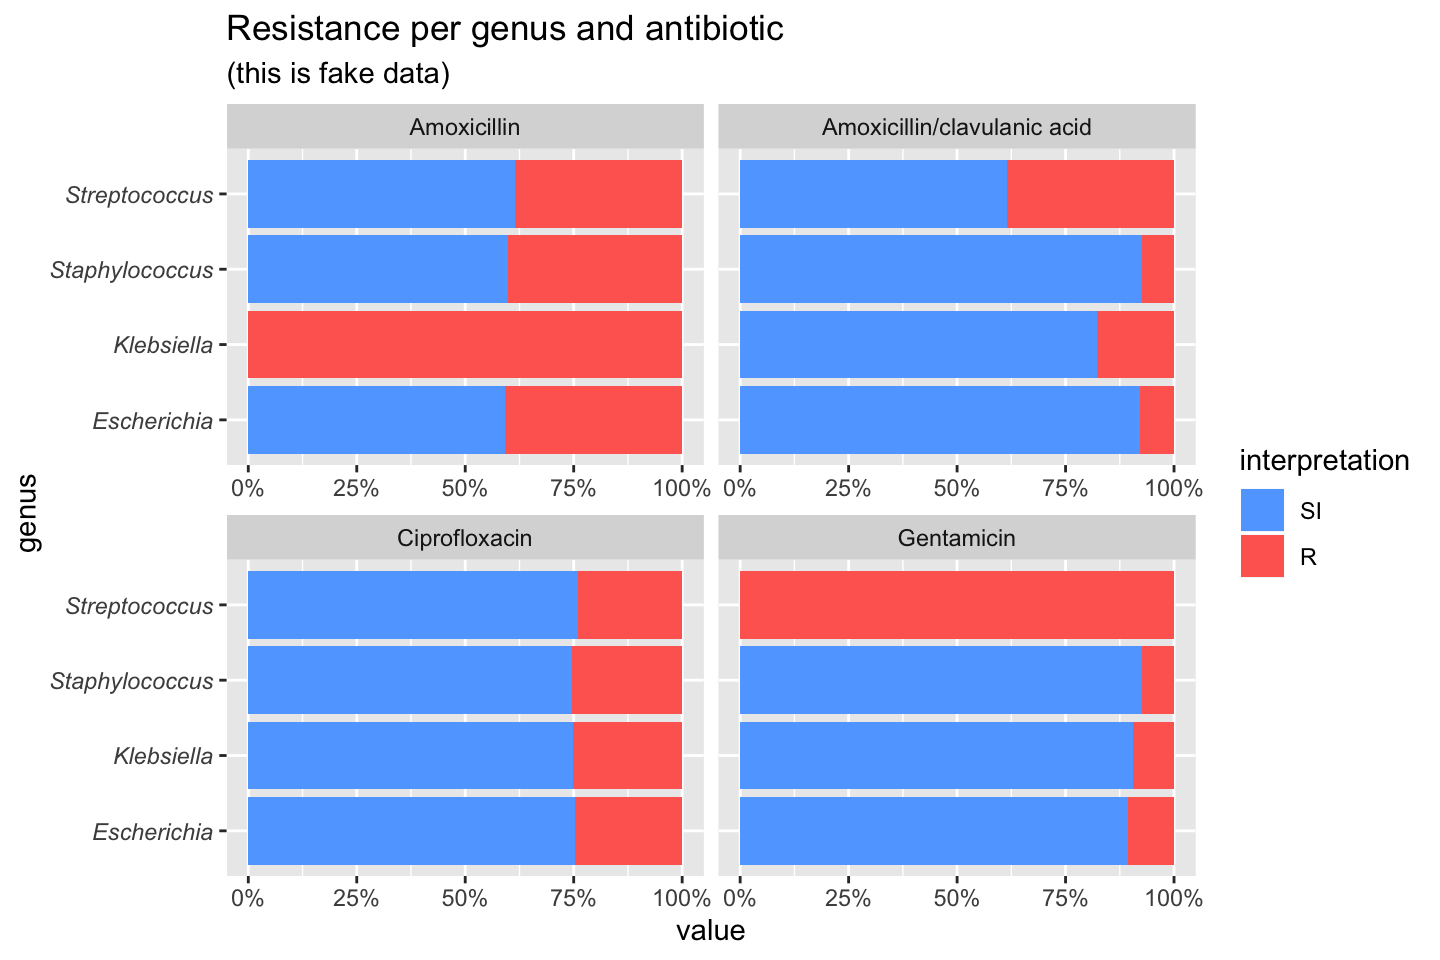 Resistance per genus and antibiotic
(this is fake data)
Amoxicillin
Amoxicillin/clavulanic acid
Streptococcus
Staphylococcus
Klebsiella
Escherichia
0% 25% 50% 75% 100%
0% 25% 50% 75% 100%
Ciprofloxacin
Gentamicin
Streptococcus
Staphylococcus
Klebsiella
Escherichia
0% 25% 50% 75% 100%
0% 25% 50% 75% 100%
genus
value
interpretation
SI
R